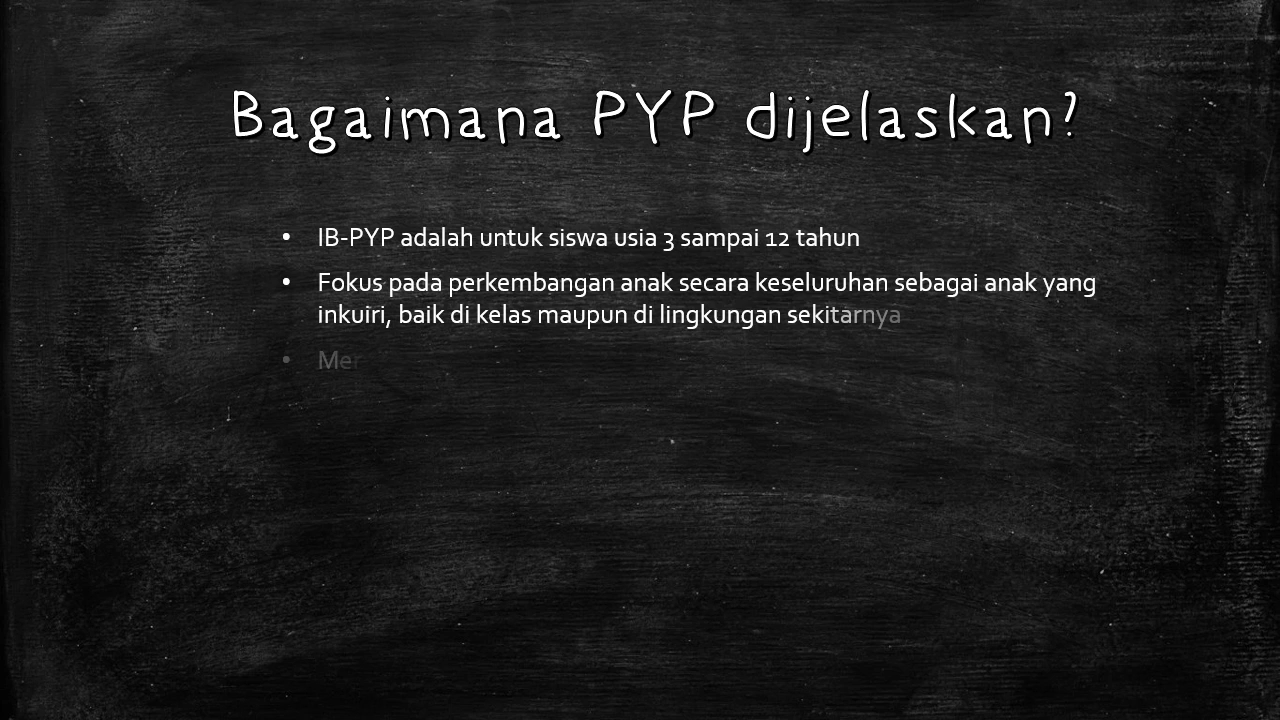 Bagaimana PYP dijelaskan?
• IB-PYP adalah untuk siswa usia 3 sampai 12 tahun
• Fokus pada perkembangan anak secara keseluruhan sebagai anak yang
inkuiri, baik di kelas maupun di lingkungan sekitarnya
•